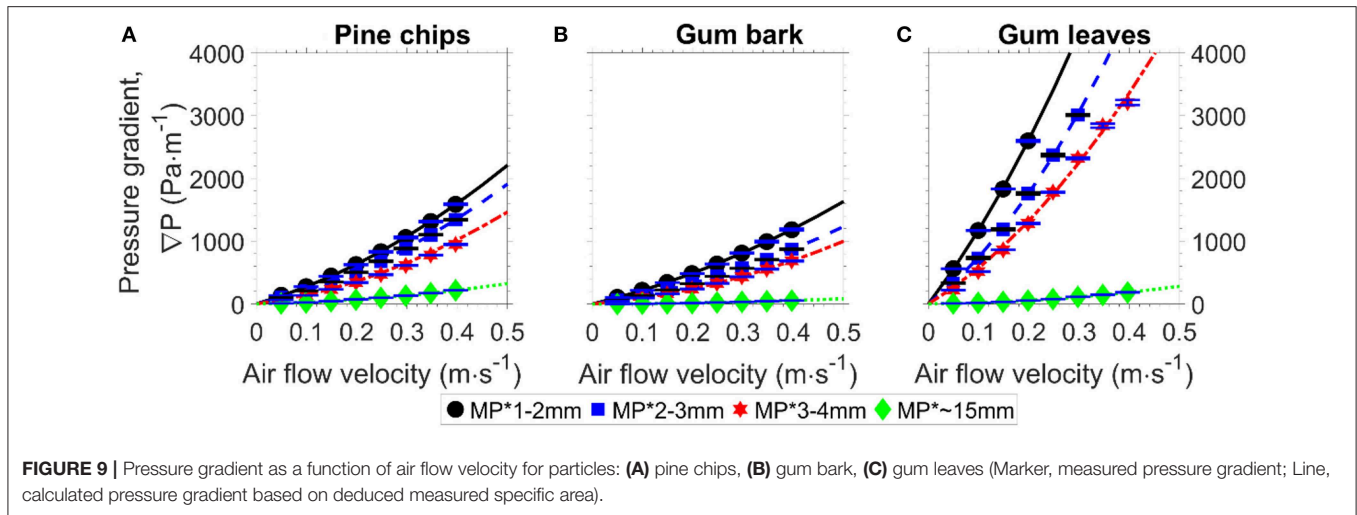 A Pine chips
B Gum bark
C Gum leaves
Pressure gradient,
∇P (Pa·m⁻¹)
4000
3000
2000
1000
0
0 0.1 0.2 0.3 0.4 0.5
Air flow velocity (m·s⁻¹)
0 0.1 0.2 0.3 0.4 0.5
Air flow velocity (m·s⁻¹)
4000
3000
2000
1000
0
0 0.1 0.2 0.3 0.4 0.5
Air flow velocity (m·s⁻¹)
MP*1-2mm MP*2-3mm MP*3-4mm MP*~15mm
FIGURE 9 | Pressure gradient as a function of air flow velocity for particles: (A) pine chips, (B) gum bark, (C) gum leaves (Marker, measured pressure gradient; Line,
calculated pressure gradient based on deduced measured specific area).